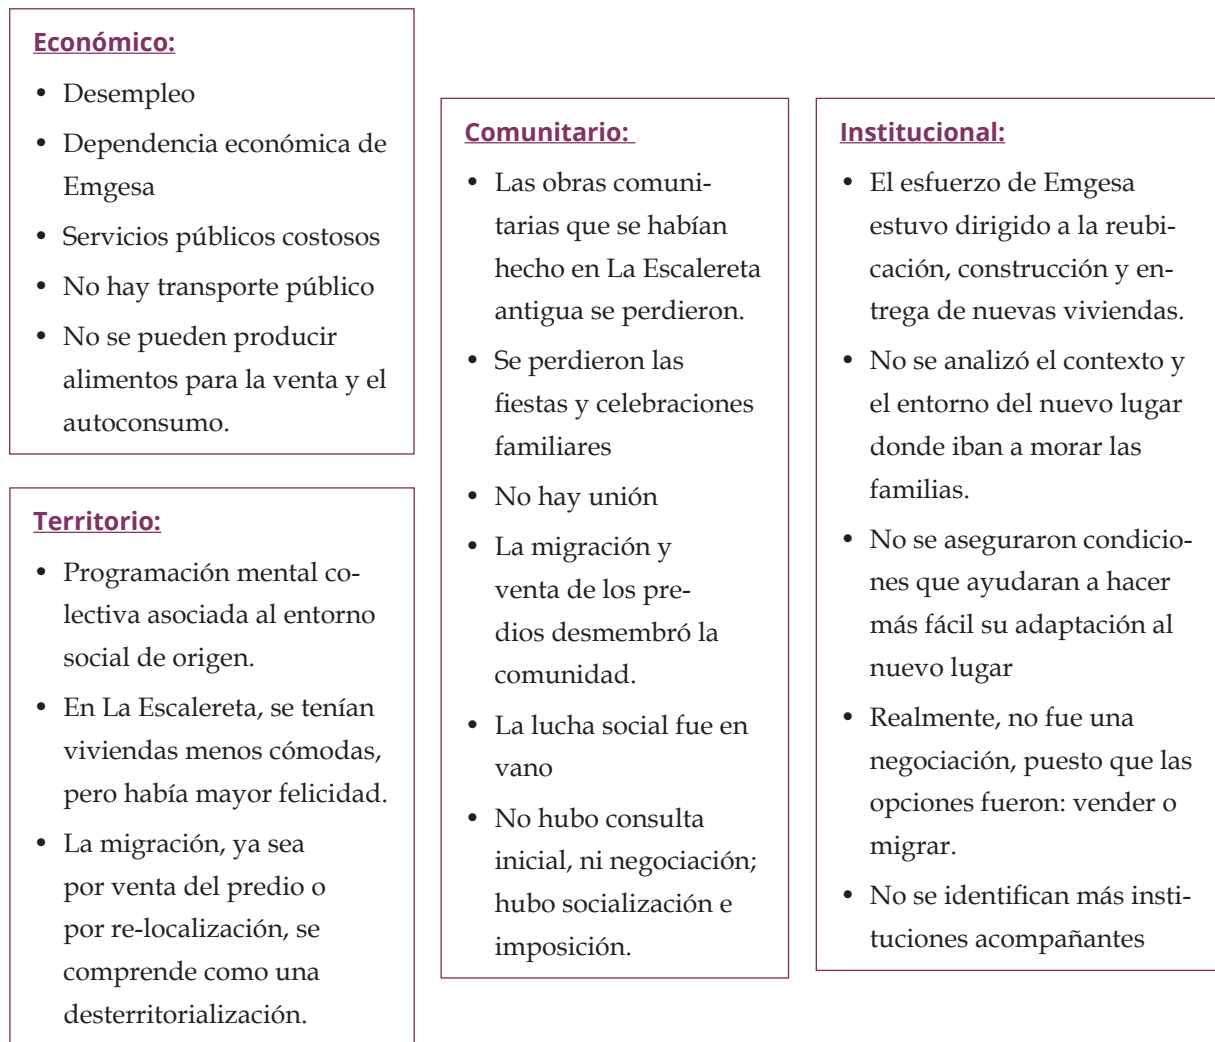 Económico:
• Desempleo
• Dependencia económica de
Emgesa
• Servicios públicos costosos
• No hay transporte público
• No se pueden producir
alimentos para la venta y el
autoconsumo.
Territorio:
• Programación mental co-
lectiva asociada al entorno
social de origen.
• En La Escalereta, se tenían
viviendas menos cómodas,
pero había mayor felicidad.
• La migración, ya sea
por venta del predio o
por re-localización, se
comprende como una
desterritorialización.
Comunitario:
• Las obras comuni-
tarias que se habían
hecho en La Escalereta
antigua se perdieron.
• Se perdieron las
fiestas y celebraciones
familiares
• No hay unión
• La migración y
venta de los pre-
dios desmembró la
comunidad.
• La lucha social fue en
vano
• No hubo consulta
inicial, ni negociación;
hubo socialización e
imposición.
Institucional:
• El esfuerzo de Emgesa
estuvo dirigido a la reubi-
cación, construcción y en-
trega de nuevas viviendas.
• No se analizó el contexto y
el entorno del nuevo lugar
donde iban a morar las
familias.
• No se aseguraron condicio-
nes que ayudaran a hacer
más fácil su adaptación al
nuevo lugar
• Realmente, no fue una
negociación, puesto que las
opciones fueron: vender o
migrar.
• No se identifican más insti-
tuciones acompañantes